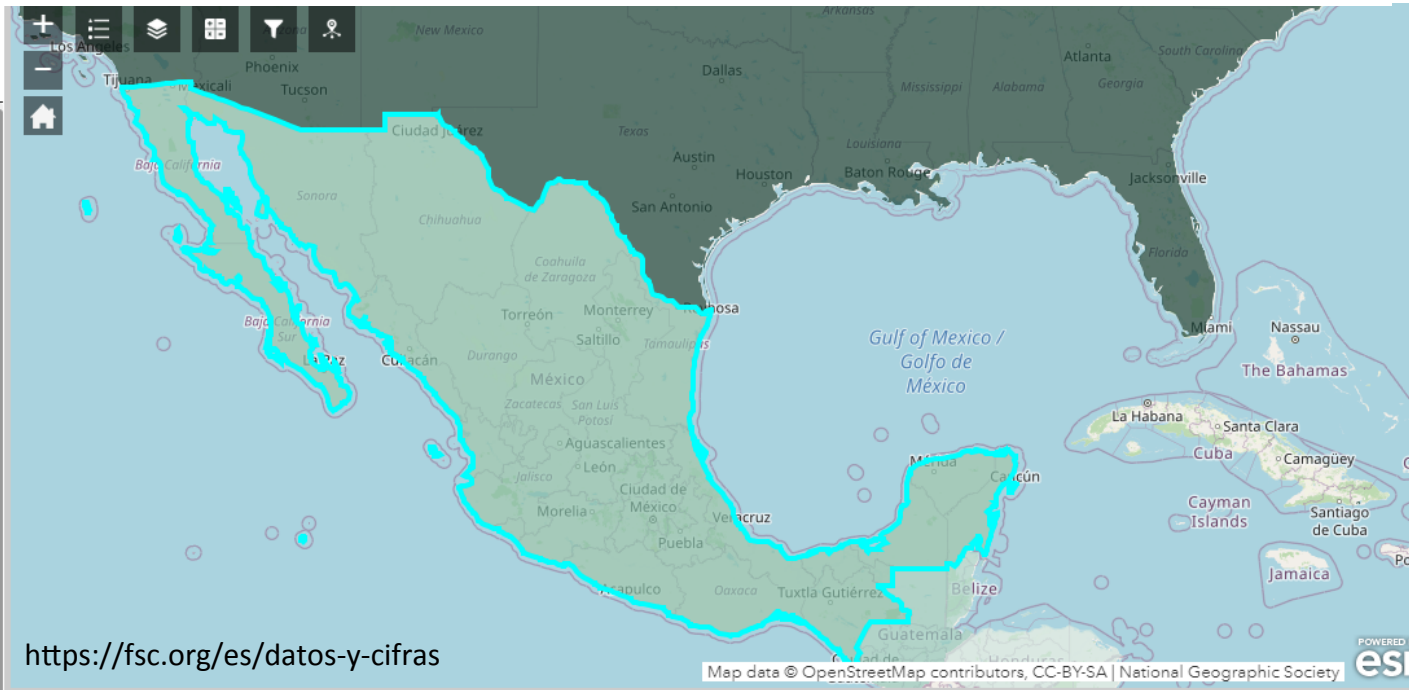 Arkansas
Los Angeles
Arizona
New Mexico
Atlanta
South Carolina
Phoenix
Dallas
Tijuana
Mexicali
Tucson
Mississippi
Alabama
Georgia
Ciudad Juárez
Texas
Louisiana
Baja California
Austin
Houston
Baton Rouge
Jacksonville
Sonora
San Antonio
Chihuahua
Coahuila
de Zaragoza
Florida
Torreón
Monterrey
Reynosa
Baja California
Sur
Saltillo
Tamaulipas
Miami
Nassau
Gulf of Mexico /
Golfo de
México
La Paz
Culiacán
Durango
The Bahamas
México
Zacatecas
San Luis
Potosí
La Habana
Santa Clara
Aguascalientes
Cuba
Camagüey
León
Mérida
Cancún
Jalisco
Ciudad de
México
Morelia
Veracruz
Cayman
Islands
Santiago
de Cuba
Puebla
Jamaica
Acapulco
Oaxaca
Tuxtla Gutiérrez
Belize
Guatemala
Honduras
https://fsc.org/es/datos-y-cifras
Map data © OpenStreetMap contributors, CC-BY-SA | National Geographic Society
POWERED
esri